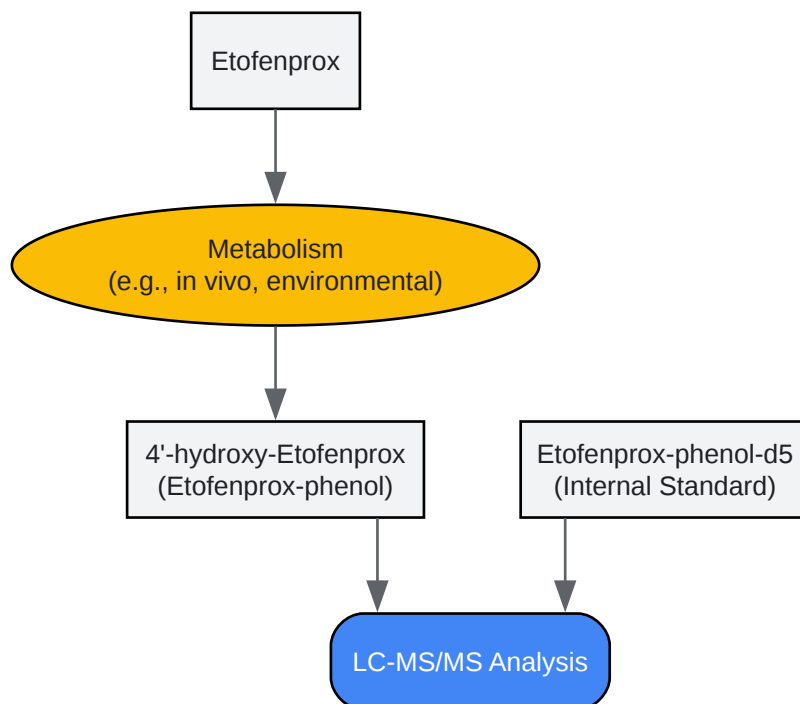 Etofenprox
Metabolism
(e.g., in vivo, environmental)
4'-hydroxy-Etofenprox
(Etofenprox-phenol)
Etofenprox-phenol-d5
(Internal Standard)
LC-MS/MS Analysis